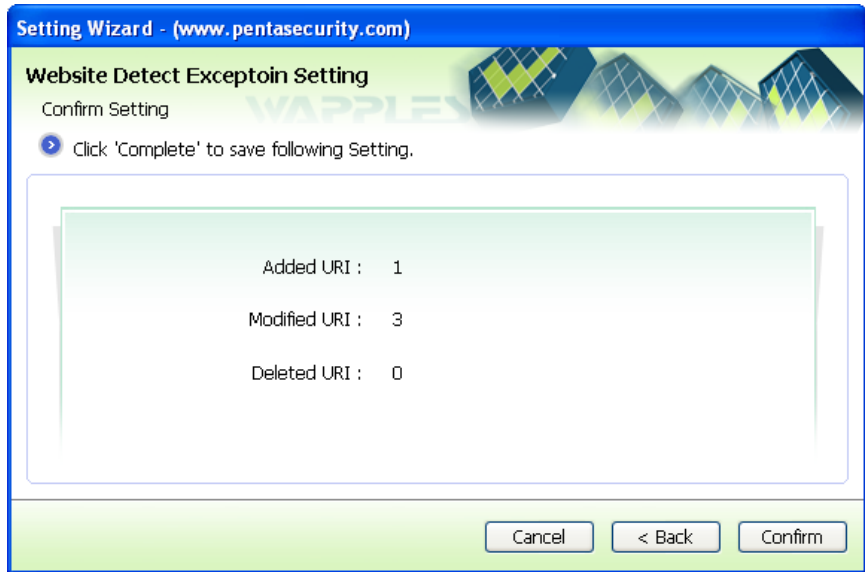 Setting Wizard - (www.pentasecurity.com)
Website Detect Exceptoin Setting
Confirm Setting
WAPPLES
Click 'Complete' to save following Setting.
Added URI : 1
Modified URI : 3
Deleted URI : 0
Cancel < Back Confirm